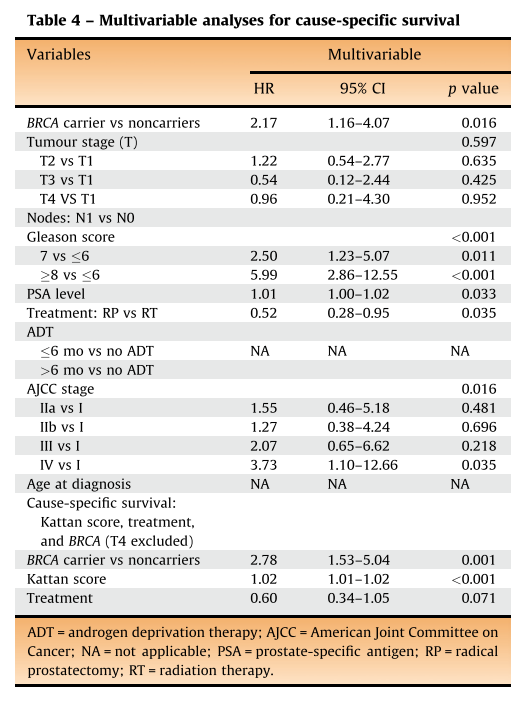 Table 4 – Multivariable analyses for cause-specific survival
Variables Multivariable
HR 95% CI p value
BRCA carrier vs noncarriers 2.17 1.16–4.07 0.016
Tumour stage (T) 0.597
T2 vs T1 1.22 0.54–2.77 0.635
T3 vs T1 0.54 0.12–2.44 0.425
T4 VS T1 0.96 0.21–4.30 0.952
Nodes: N1 vs N0
Gleason score <0.001
7 vs ≤6 2.50 1.23–5.07 0.011
≥8 vs ≤6 5.99 2.86–12.55 <0.001
PSA level 1.01 1.00–1.02 0.033
Treatment: RP vs RT 0.52 0.28–0.95 0.035
ADT
≤6 mo vs no ADT NA NA NA
>6 mo vs no ADT
AJCC stage 0.016
IIa vs I 1.55 0.46–5.18 0.481
IIb vs I 1.27 0.38–4.24 0.696
III vs I 2.07 0.65–6.62 0.218
IV vs I 3.73 1.10–12.66 0.035
Age at diagnosis NA NA NA
Cause-specific survival:
Kattan score, treatment,
and BRCA (T4 excluded)
BRCA carrier vs noncarriers 2.78 1.53–5.04 0.001
Kattan score 1.02 1.01–1.02 <0.001
Treatment 0.60 0.34–1.05 0.071
ADT = androgen deprivation therapy; AJCC = American Joint Committee on
Cancer; NA = not applicable; PSA = prostate-specific antigen; RP = radical
prostatectomy; RT = radiation therapy.